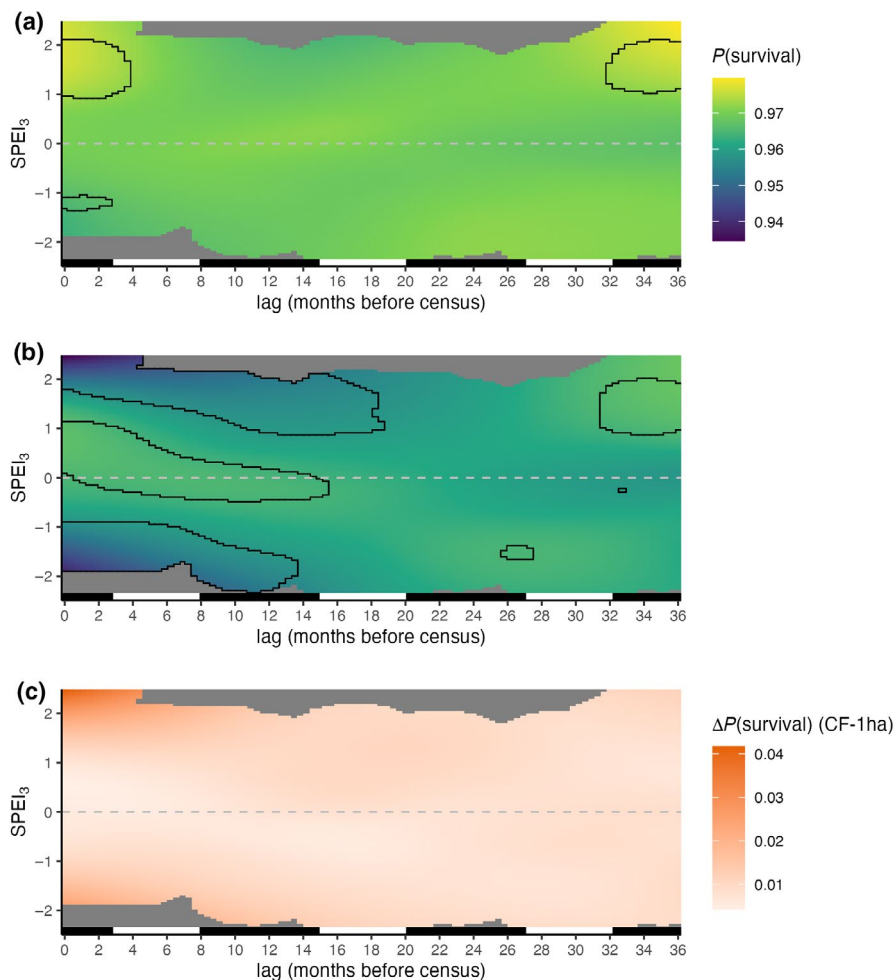 (a)
P(survival)
2
1
0
−1
−2
SPEI₃
0.97
0.96
0.95
0.94
0 2 4 6 8 10 12 14 16 18 20 22 24 26 28 30 32 34 36
lag (months before census)
(b)
2
1
0
−1
−2
SPEI₃
0 2 4 6 8 10 12 14 16 18 20 22 24 26 28 30 32 34 36
lag (months before census)
(c)
ΔP(survival) (CF-1ha)
2
1
0
−1
−2
SPEI₃
0.04
0.03
0.02
0.01
0 2 4 6 8 10 12 14 16 18 20 22 24 26 28 30 32 34 36
lag (months before census)